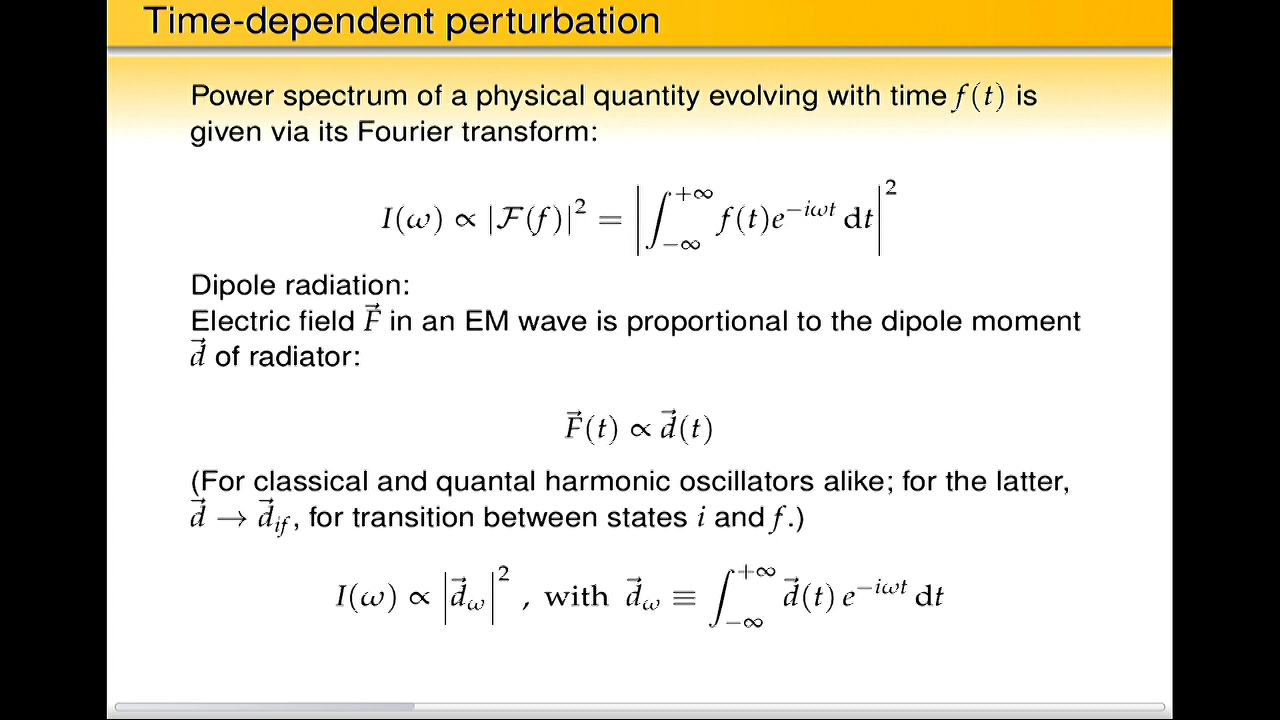 Time-dependent perturbation
Power spectrum of a physical quantity evolving with time f(t) is
given via its Fourier transform:
I(ω) ∝ |ℱ(f)|² = |∫_{−∞}^{+∞} f(t)e^{−iωt} dt|²
Dipole radiation:
Electric field F⃗ in an EM wave is proportional to the dipole moment
d⃗ of radiator:
F⃗(t) ∝ d⃗(t)
(For classical and quantal harmonic oscillators alike; for the latter,
d⃗ → d⃗_{if}, for transition between states i and f.)
I(ω) ∝ |d⃗_ω|² , with d⃗_ω ≡ ∫_{−∞}^{+∞} d⃗(t) e^{−iωt} dt